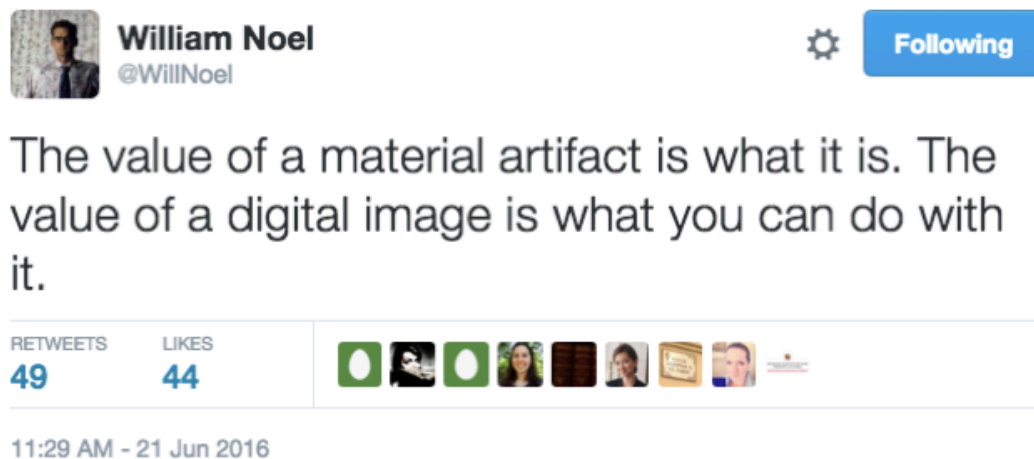 William Noel
@WillNoel
Following
The value of a material artifact is what it is. The
value of a digital image is what you can do with
it.
RETWEETS
49
LIKES
44
11:29 AM - 21 Jun 2016